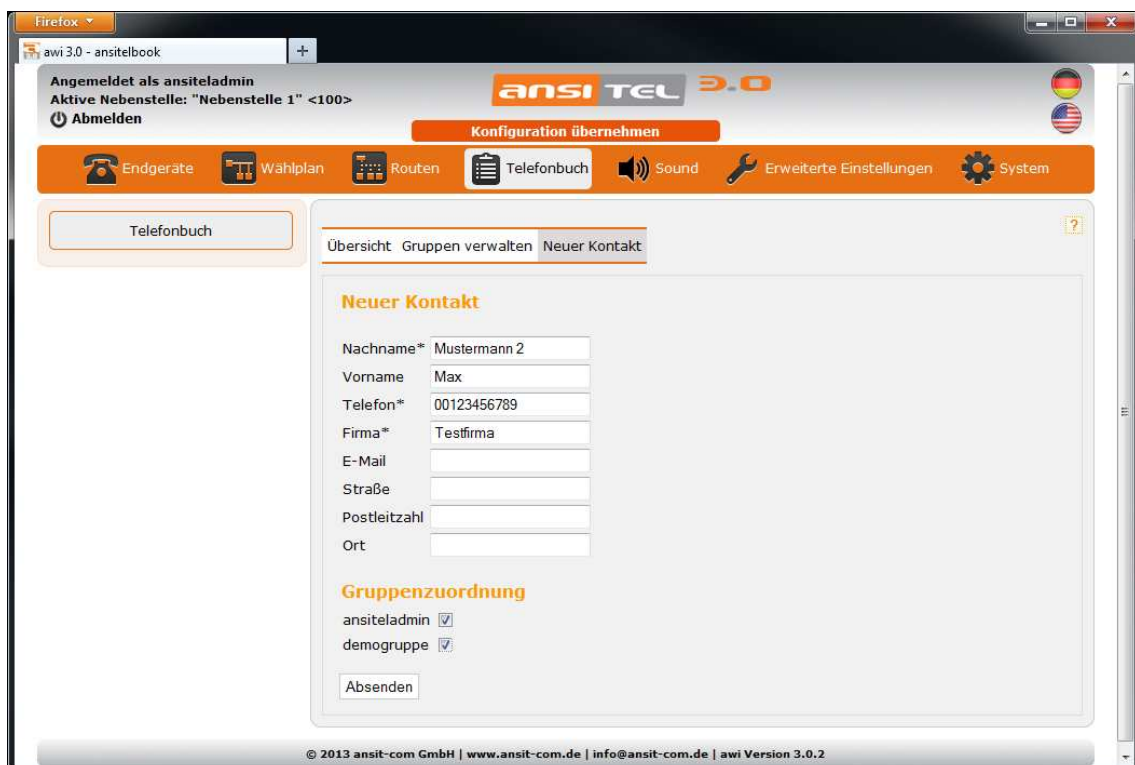 Firefox
awi 3.0 - ansitelbook
Angemeldet als ansiteladmin
Aktive Nebenstelle: "Nebenstelle 1" <100>
Abmelden
ansi TEL 3.0
Konfiguration übernehmen
Endgeräte Wählplan Routen Telefonbuch Sound Erweiterte Einstellungen System
Telefonbuch
?
Übersicht Gruppen verwalten Neuer Kontakt
Neuer Kontakt
Nachname* Mustermann 2
Vorname Max
Telefon* 00123456789
Firma* Testfirma
E-Mail
Straße
Postleitzahl
Ort
Gruppenzuordnung
ansiteladmin
demogruppe
Absenden
© 2013 ansit-com GmbH | www.ansit-com.de | info@ansit-com.de | awi Version 3.0.2